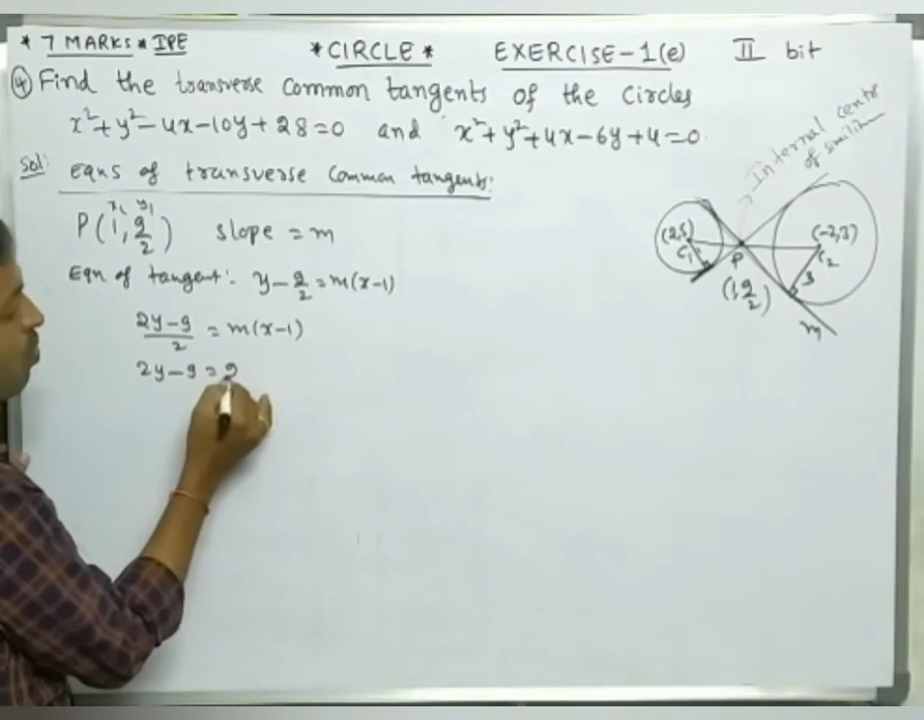 * 7 MARKS * IPE
* CIRCLE * EXERCISE-1(e) II bit
④ Find the transverse common tangents of the circles
x²+y²-4x-10y+28=0 and x²+y²+4x-6y+4=0.
Sol: Eqns of transverse common tangents:
x₁ y₁
P(1, 9/2) slope = m
Eqn of tangent: y-9/2 = m(x-1)
(2y-9)/2 = m(x-1)
2y-9 = 2
Internal centre
of similitude
(2,5)
C₁
P
(1, 9/2)
(-2,3)
C₂
3
m